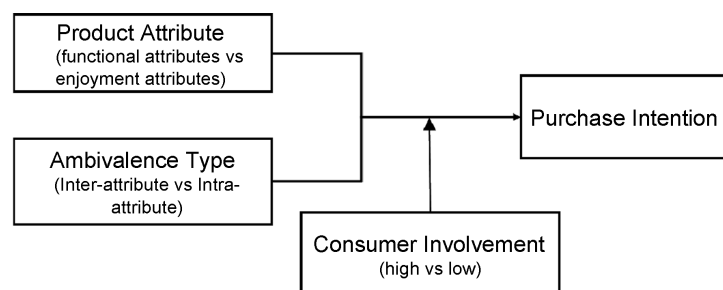 Product Attribute
(functional attributes vs
enjoyment attributes)
Purchase Intention
Ambivalence Type
(Inter-attribute vs Intra-
attribute)
Consumer Involvement
(high vs low)